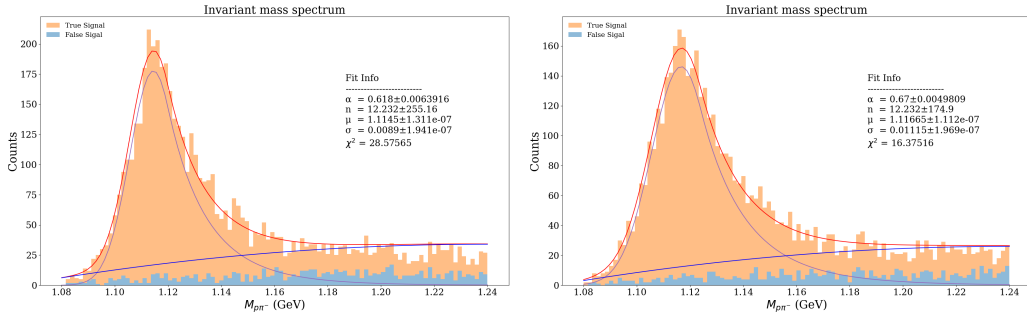 Invariant mass spectrum
True Signal
False Sigal
Fit Info
--------------------------
α = 0.618±0.0063916
n = 12.232±255.16
μ = 1.1145±1.311e-07
σ = 0.0089±1.941e-07
χ² = 28.57565
Counts
200
175
150
125
100
75
50
25
0
1.08 1.10 1.12 1.14 1.16 1.18 1.20 1.22 1.24
M_pπ⁻ (GeV)
Invariant mass spectrum
True Signal
False Sigal
Fit Info
--------------------------
α = 0.67±0.0049809
n = 12.232±174.9
μ = 1.11665±1.112e-07
σ = 0.01115±1.969e-07
χ² = 16.37516
Counts
160
140
120
100
80
60
40
20
0
1.08 1.10 1.12 1.14 1.16 1.18 1.20 1.22 1.24
M_pπ⁻ (GeV)